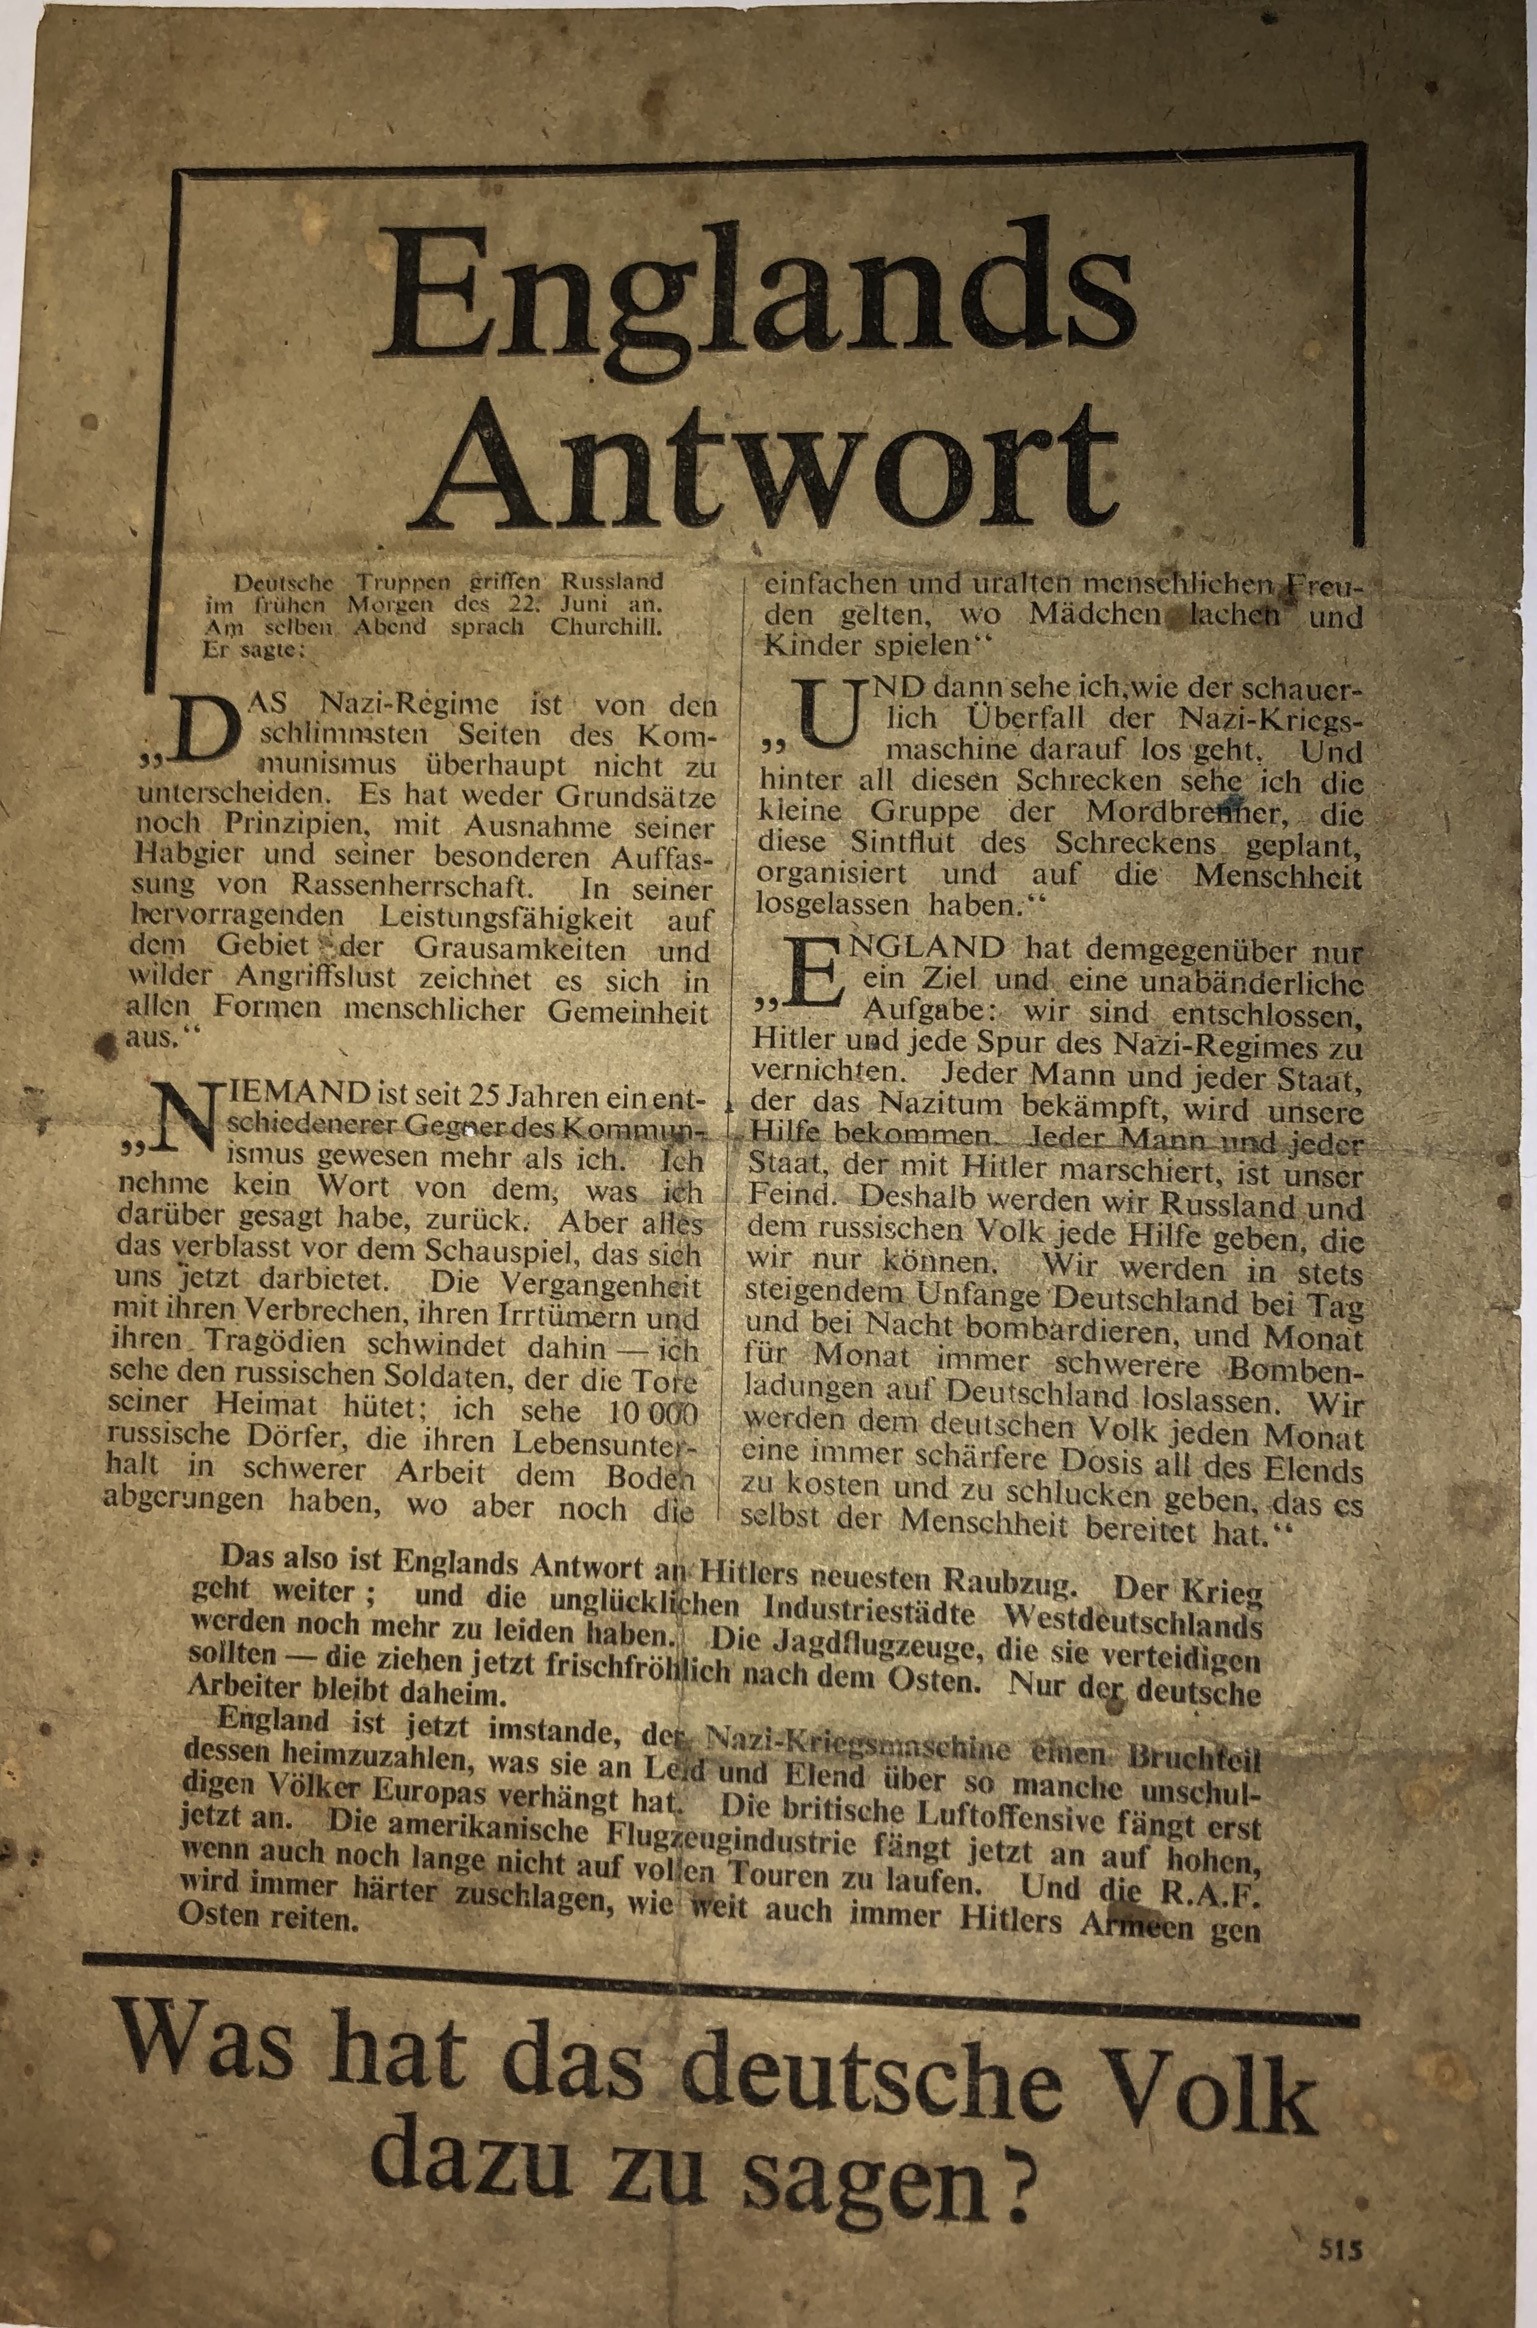 Englands
Antwort
Deutsche Truppen griffen Russland
im frühen Morgen des 22. Juni an.
Am selben Abend sprach Churchill.
Er sagte:
„DAS Nazi-Regime ist von den
schlimmsten Seiten des Kom-
munismus überhaupt nicht zu
unterscheiden. Es hat weder Grundsätze
noch Prinzipien, mit Ausnahme seiner
Habgier und seiner besonderen Auffas-
sung von Rassenherrschaft. In seiner
hervorragenden Leistungsfähigkeit auf
dem Gebiet der Grausamkeiten und
wilder Angriffslust zeichnet es sich in
allen Formen menschlicher Gemeinheit
aus.“
„NIEMAND ist seit 25 Jahren ein ent-
schiedenerer Gegner des Kommun-
ismus gewesen mehr als ich. Ich
nehme kein Wort von dem, was ich
darüber gesagt habe, zurück. Aber alles
das verblasst vor dem Schauspiel, das sich
uns jetzt darbietet. Die Vergangenheit
mit ihren Verbrechen, ihren Irrtümern und
ihren Tragödien schwindet dahin — ich
sehe den russischen Soldaten, der die Tore
seiner Heimat hütet; ich sehe 10 000
russische Dörfer, die ihren Lebensunter-
halt in schwerer Arbeit dem Boden
abgerungen haben, wo aber noch die
einfachen und uralten menschlichen Freu-
den gelten, wo Mädchen lachen und
Kinder spielen“
„UND dann sehe ich, wie der schauer-
lich Überfall der Nazi-Kriegs-
maschine darauf los geht. Und
hinter all diesen Schrecken sehe ich die
kleine Gruppe der Mordbrenner, die
diese Sintflut des Schreckens geplant,
organisiert und auf die Menschheit
losgelassen haben.“
„ENGLAND hat demgegenüber nur
ein Ziel und eine unabänderliche
Aufgabe: wir sind entschlossen,
Hitler und jede Spur des Nazi-Regimes zu
vernichten. Jeder Mann und jeder Staat,
der das Nazitum bekämpft, wird unsere
Hilfe bekommen. Jeder Mann und jeder
Staat, der mit Hitler marschiert, ist unser
Feind. Deshalb werden wir Russland und
dem russischen Volk jede Hilfe geben, die
wir nur können. Wir werden in stets
steigendem Unfange Deutschland bei Tag
und bei Nacht bombardieren, und Monat
für Monat immer schwerere Bomben-
ladungen auf Deutschland loslassen. Wir
werden dem deutschen Volk jeden Monat
eine immer schärfere Dosis all des Elends
zu kosten und zu schlucken geben, das es
selbst der Menschheit bereitet hat.“
Das also ist Englands Antwort an Hitlers neuesten Raubzug. Der Krieg
geht weiter ; und die unglücklichen Industriestädte Westdeutschlands
werden noch mehr zu leiden haben. Die Jagdflugzeuge, die sie verteidigen
sollten — die ziehen jetzt frischfröhlich nach dem Osten. Nur der deutsche
Arbeiter bleibt daheim.
England ist jetzt imstande, der Nazi-Kriegsmaschine einen Bruchteil
dessen heimzuzahlen, was sie an Leid und Elend über so manche unschul-
digen Völker Europas verhängt hat. Die britische Luftoffensive fängt erst
jetzt an. Die amerikanische Flugzeugindustrie fängt jetzt an auf hohen,
wenn auch noch lange nicht auf vollen Touren zu laufen. Und die R.A.F.
wird immer härter zuschlagen, wie weit auch immer Hitlers Armeen gen
Osten reiten.
Was hat das deutsche Volk
dazu zu sagen?
515